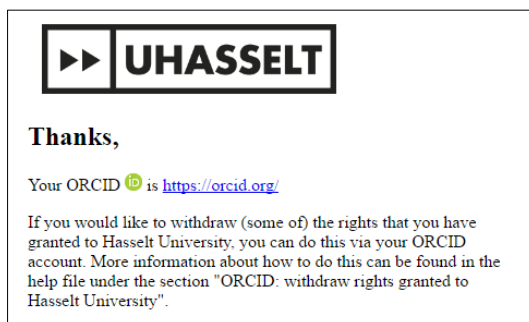 UHASSELT
Thanks,
Your ORCID iD is https://orcid.org/
If you would like to withdraw (some of) the rights that you have
granted to Hasselt University, you can do this via your ORCID
account. More information about how to do this can be found in the
help file under the section "ORCID: withdraw rights granted to
Hasselt University".